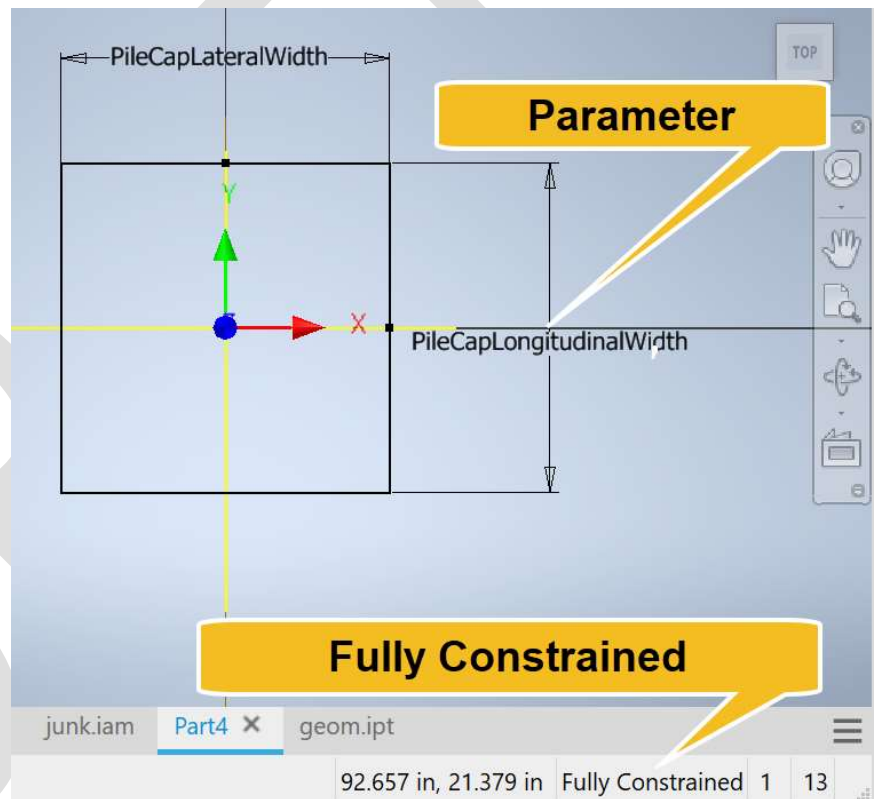 PileCapLateralWidth
TOP
Parameter
Y
X
PileCapLongitudinalWidth
Fully Constrained
junk.iam Part4 geom.ipt
92.657 in, 21.379 in Fully Constrained 1 13